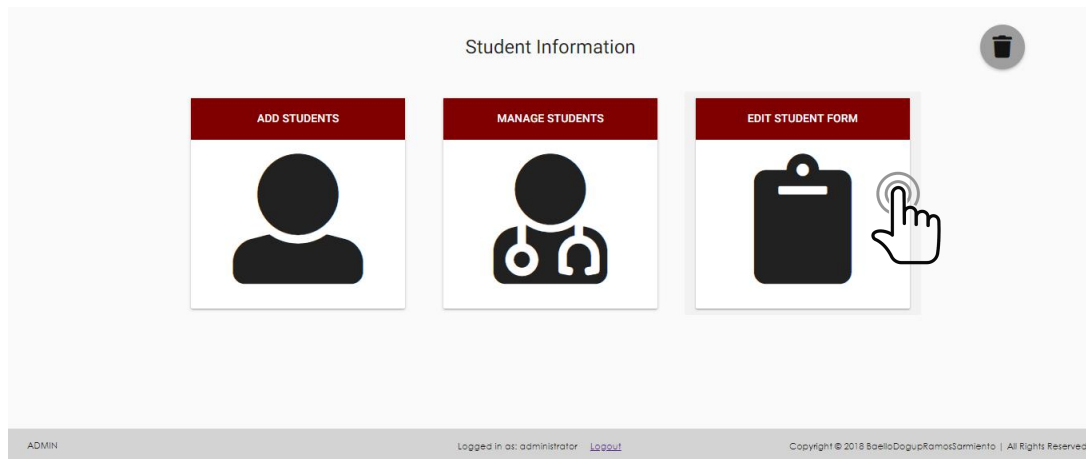 Student Information
ADD STUDENTS
MANAGE STUDENTS
EDIT STUDENT FORM
ADMIN
Logged in as: administrator Logout
Copyright © 2018 BaelloDogupRamosSarmiento | All Rights Reserved